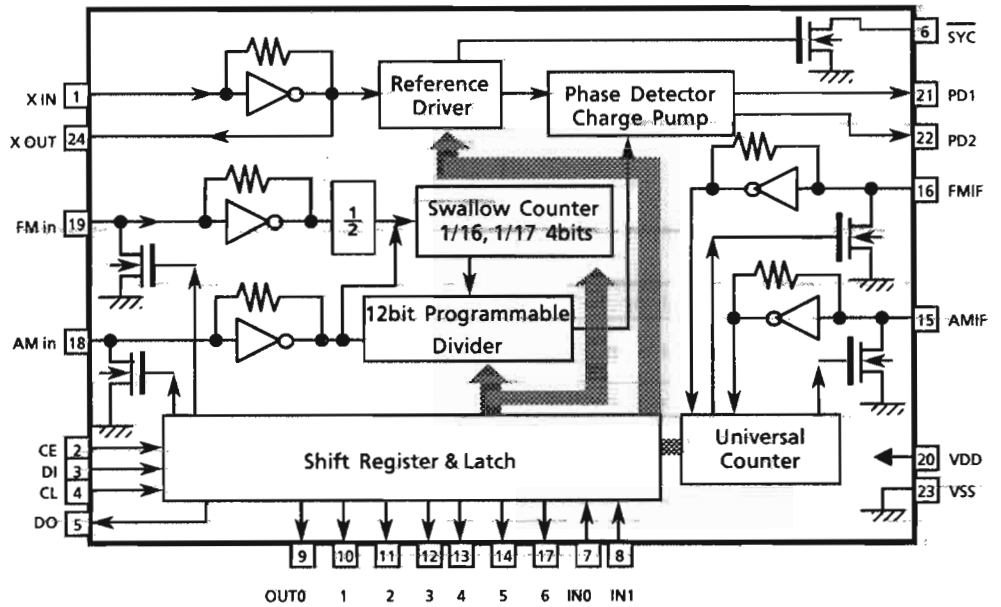 6 SYC
X IN 1
Reference
Driver
Phase Detector
Charge Pump
21 PD1
X OUT 24
22 PD2
16 FMIF
FM in 19
1
2
Swallow Counter
1/16, 1/17 4bits
12bit Programmable
Divider
15 AMIF
AM in 18
CE 2
DI 3
CL 4
DO 5
Shift Register & Latch
Universal
Counter
20 VDD
23 VSS
9 10 11 12 13 14 17 7 8
OUT0 1 2 3 4 5 6 IN0 IN1